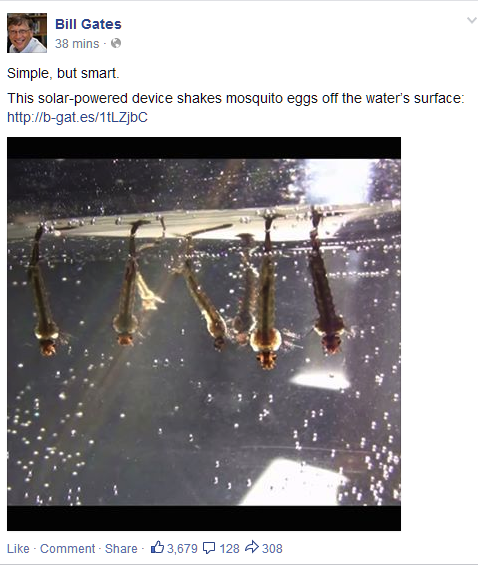 Bill Gates
38 mins ·
Simple, but smart.
This solar-powered device shakes mosquito eggs off the water's surface:
http://b-gat.es/1tLZjbC
Like · Comment · Share · 3,679 128 308